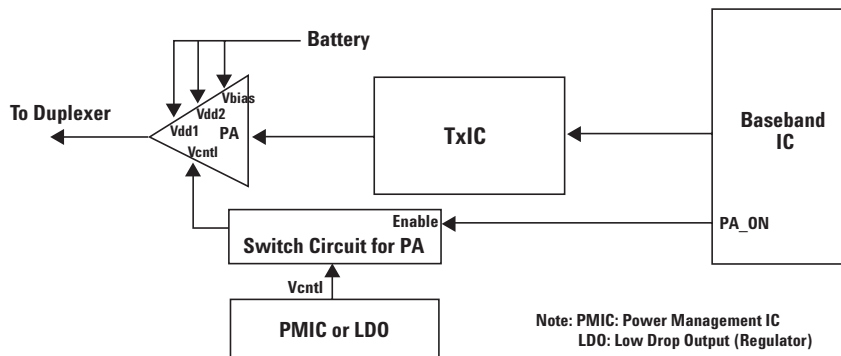 Battery
To Duplexer
Vbias
Vdd2
Vdd1
PA
Vcntl
TxIC
Baseband
IC
Enable
PA_ON
Switch Circuit for PA
Vcntl
PMIC or LDO
Note: PMIC: Power Management IC
LDO: Low Drop Output (Regulator)